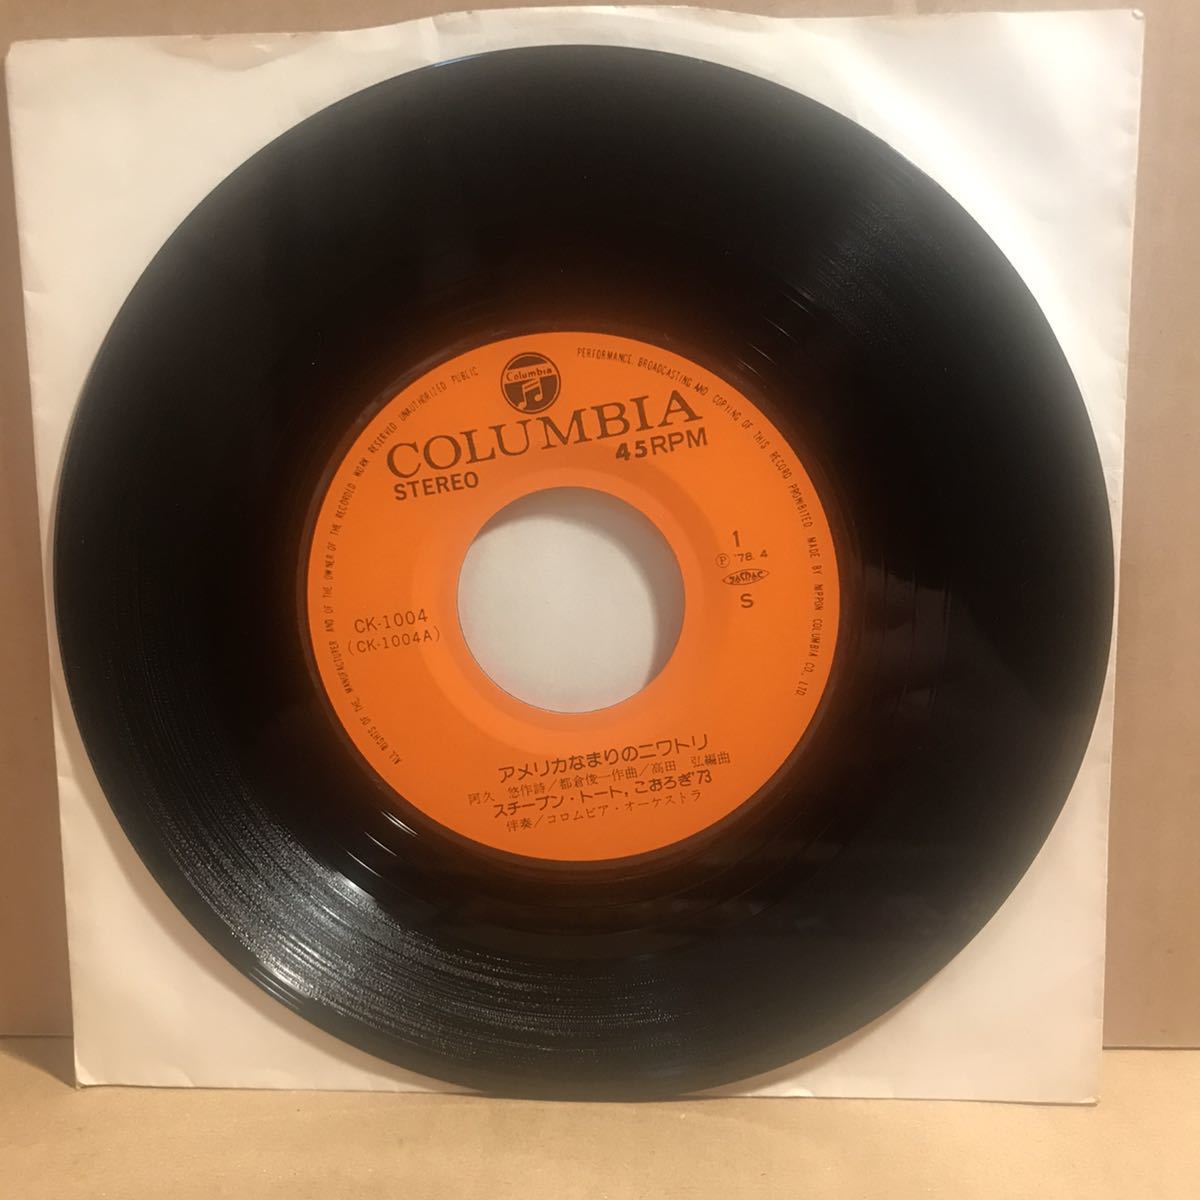 ALL RIGHTS OF THE MANUFACTURER AND OF THE OWNER OF THE RECORDED WORK RESERVED UNAUTHORIZED PUBLIC PERFORMANCE, BROADCASTING AND COPYING OF THIS RECORD PROHIBITED MADE BY NIPPON COLUMBIA CO., LTD
Columbia
COLUMBIA
STEREO
45RPM
1
Ⓟ '78.4
S
CK-1004
(CK-1004A)
アメリカなまりのニワトリ
阿久 悠作詩/都倉俊一作曲/高田 弘編曲
スチーブン・トート, こおろぎ'73
伴奏/コロムビア・オーケストラ